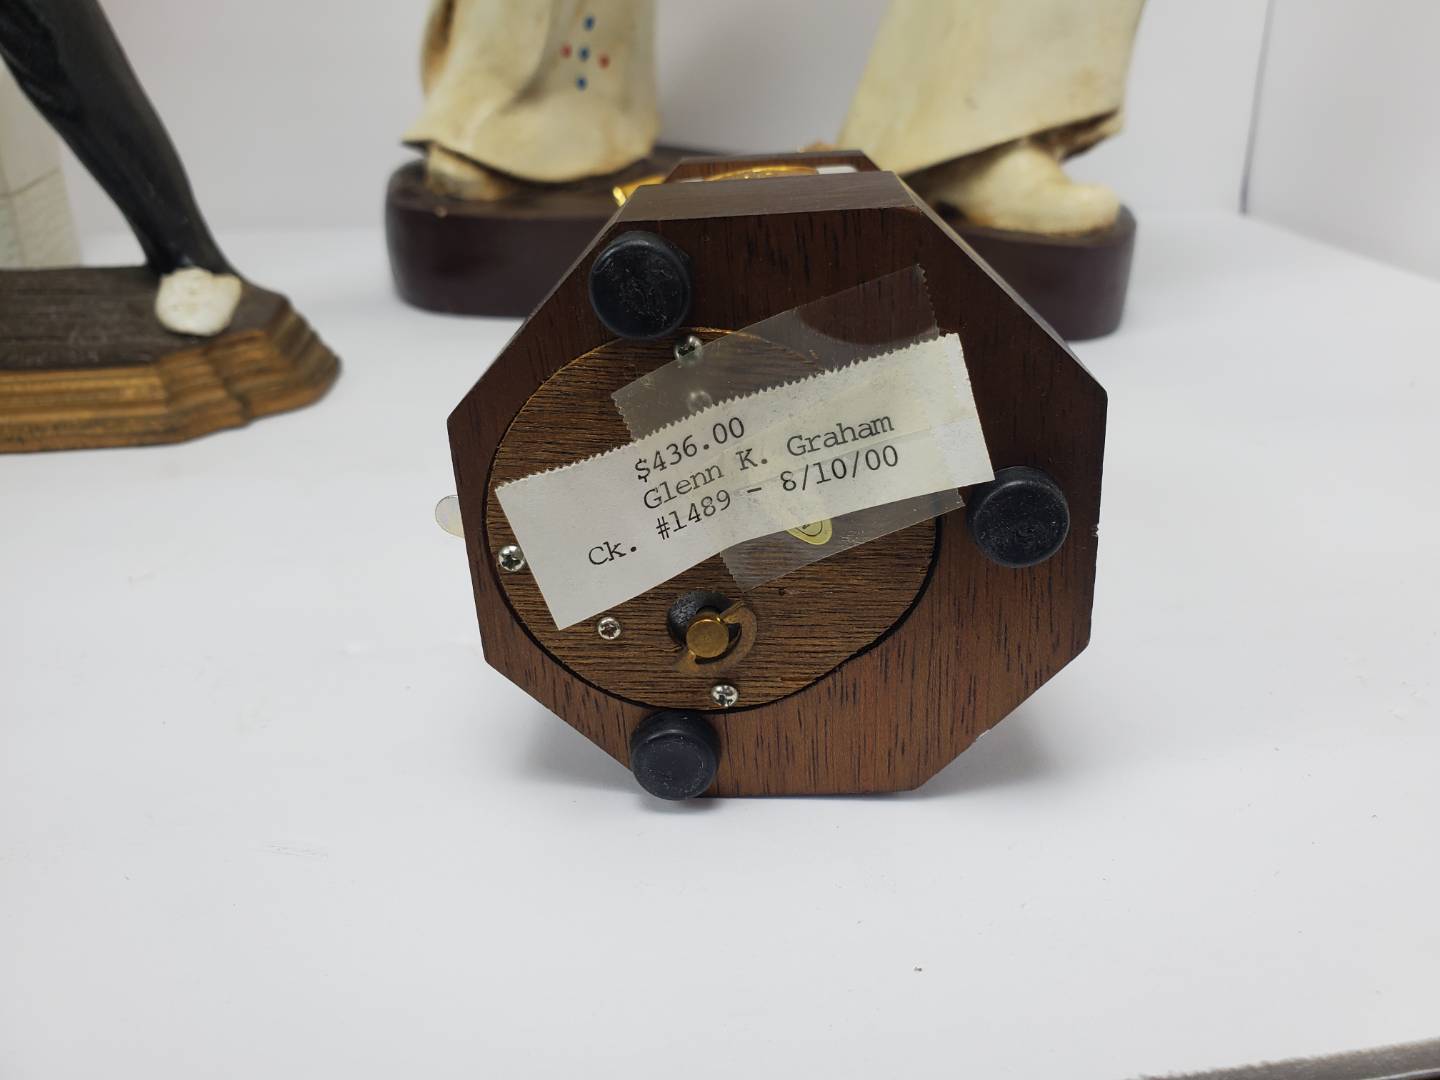 $436.00
Glenn K. Graham
Ck. #1489 - 8/10/00